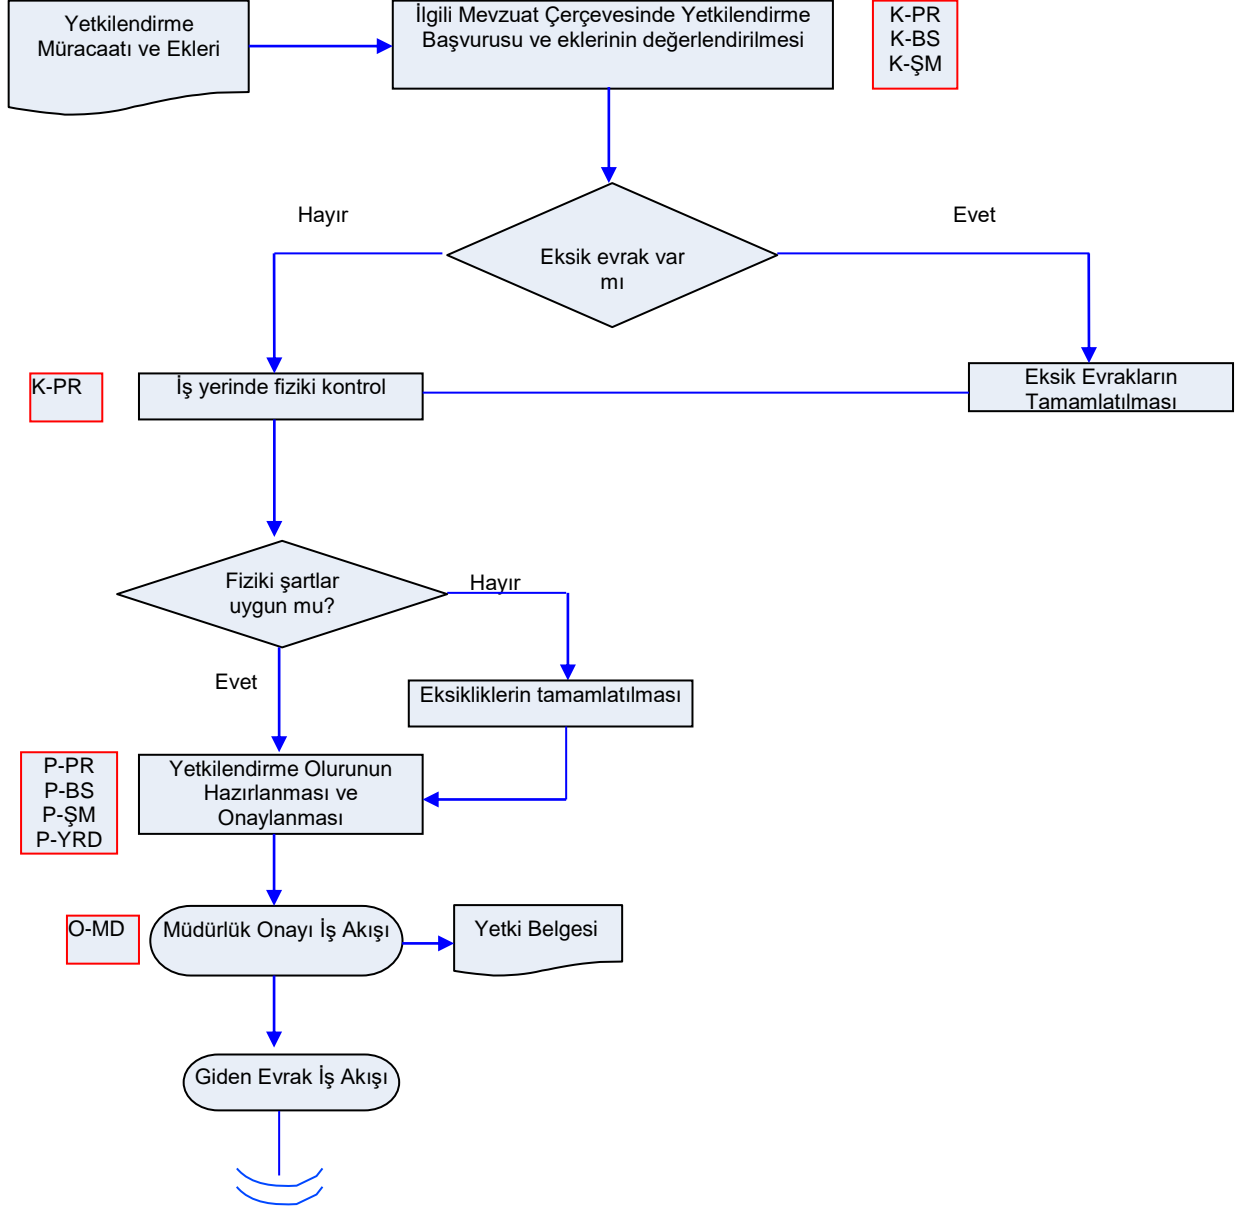 Yetkilendirme
Müracaatı ve Ekleri
İlgili Mevzuat Çerçevesinde Yetkilendirme
Başvurusu ve eklerinin değerlendirilmesi
K-PR
K-BS
K-ŞM
Hayır
Evet
Eksik evrak var
mı
K-PR
İş yerinde fiziki kontrol
Eksik Evrakların
Tamamlatılması
Fiziki şartlar
uygun mu?
Hayır
Evet
Eksikliklerin tamamlatılması
P-PR
P-BS
P-ŞM
P-YRD
Yetkilendirme Olurunun
Hazırlanması ve
Onaylanması
O-MD
Müdürlük Onayı İş Akışı
Yetki Belgesi
Giden Evrak İş Akışı